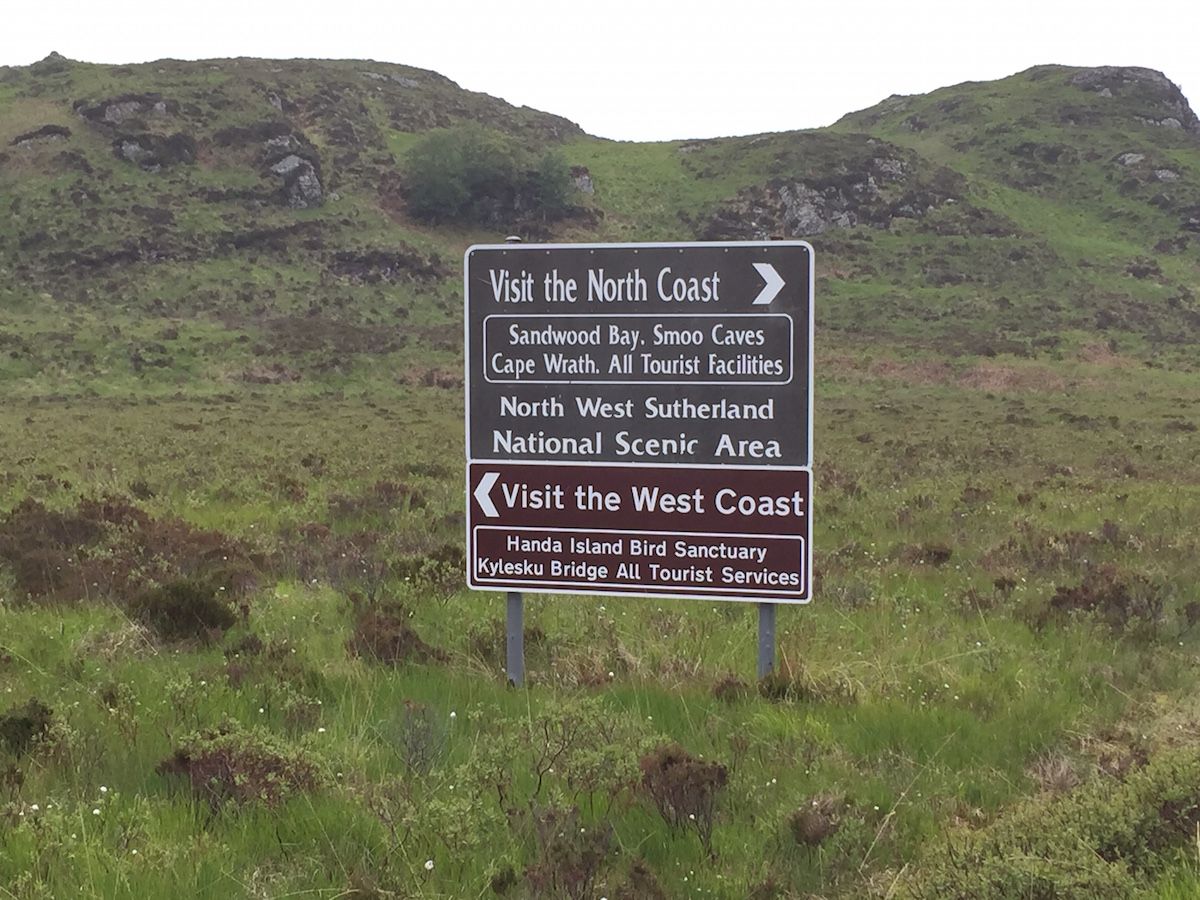 Visit the North Coast
Sandwood Bay. Smoo Caves
Cape Wrath. All Tourist Facilities
North West Sutherland
National Scenic Area
Visit the West Coast
Handa Island Bird Sanctuary
Kylesku Bridge All Tourist Services